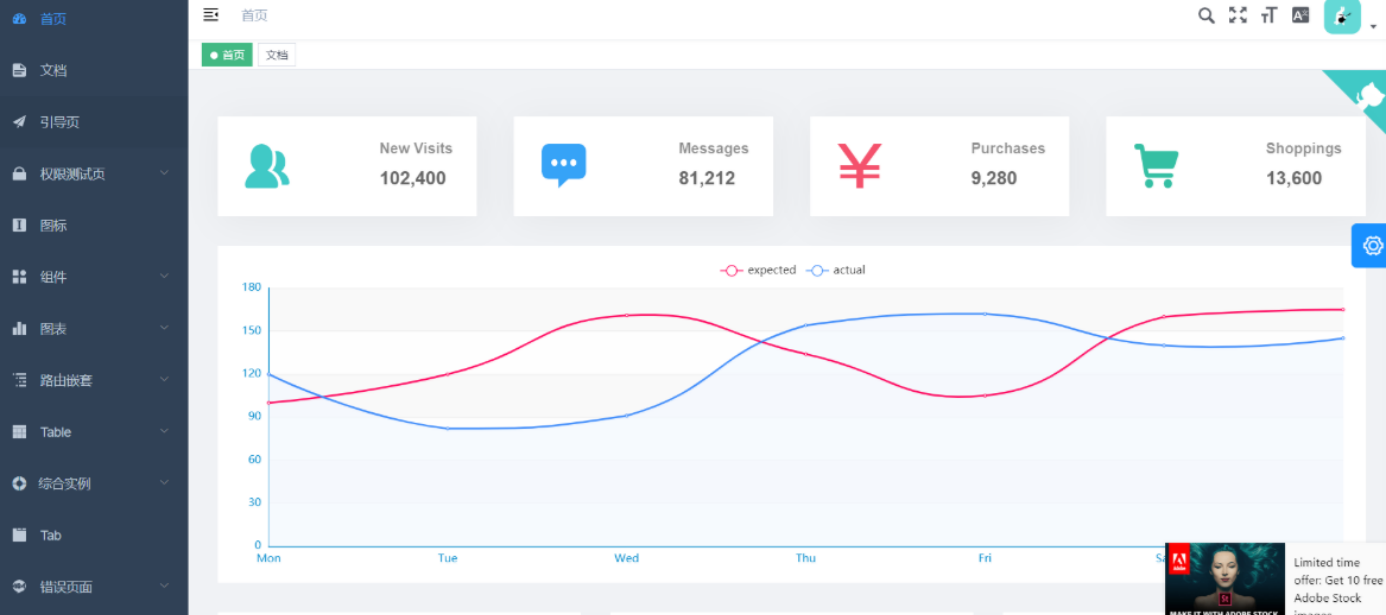 首页
文档
引导页
权限测试页
图标
组件
图表
路由嵌套
Table
综合实例
Tab
错误页面
首页
首页
文档
New Visits
102,400
Messages
81,212
Purchases
9,280
Shoppings
13,600
expected
actual
180
150
120
90
60
30
0
Mon
Tue
Wed
Thu
Fri
Adobe
St
MAKE IT WITH ADOBE STOCK
Limited time
offer: Get 10 free
Adobe Stock
images